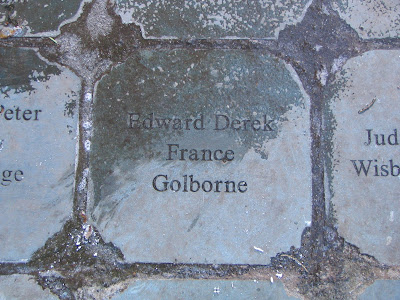 Peter
Edward Derek
France
Golborne
Jud
Wisb
ge